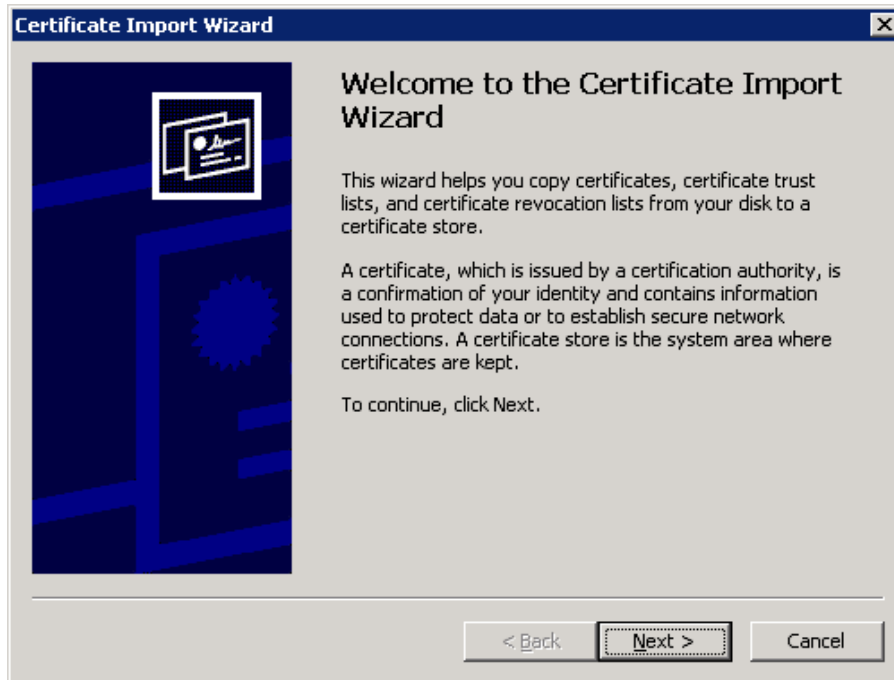 Certificate Import Wizard
Welcome to the Certificate Import
Wizard
This wizard helps you copy certificates, certificate trust
lists, and certificate revocation lists from your disk to a
certificate store.
A certificate, which is issued by a certification authority, is
a confirmation of your identity and contains information
used to protect data or to establish secure network
connections. A certificate store is the system area where
certificates are kept.
To continue, click Next.
< Back
Next >
Cancel